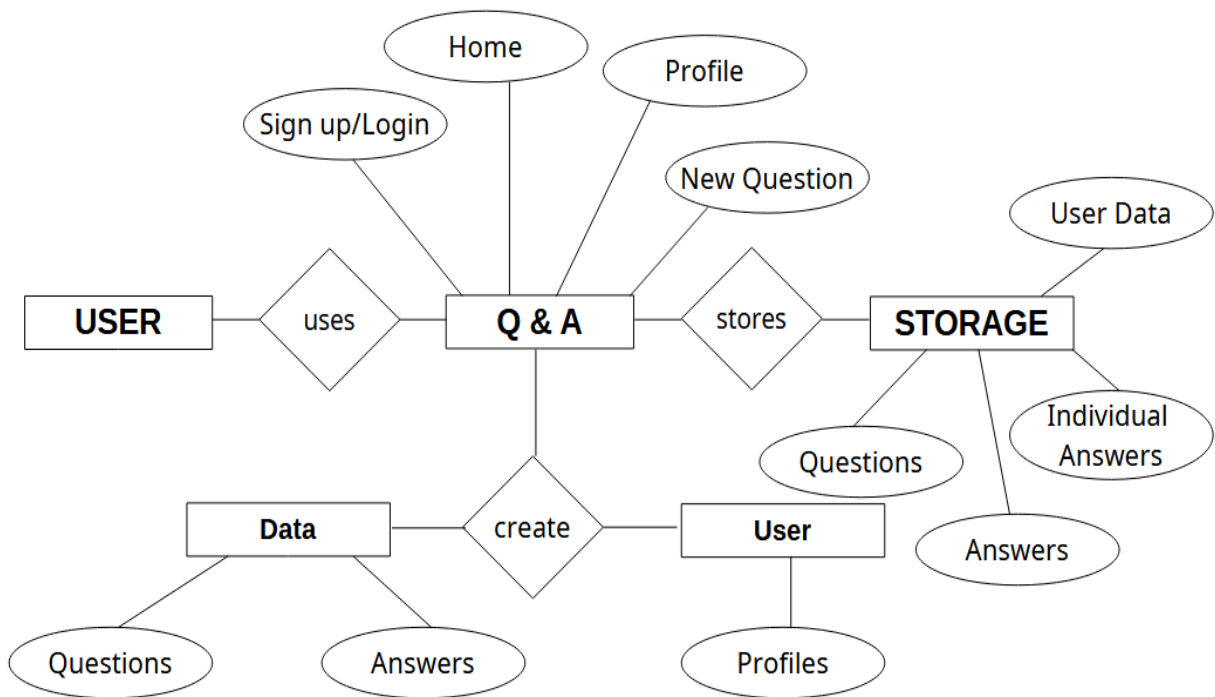 Home
Profile
Sign up/Login
New Question
User Data
USER
uses
Q & A
stores
STORAGE
Individual
Answers
Questions
Data
create
User
Answers
Questions
Answers
Profiles